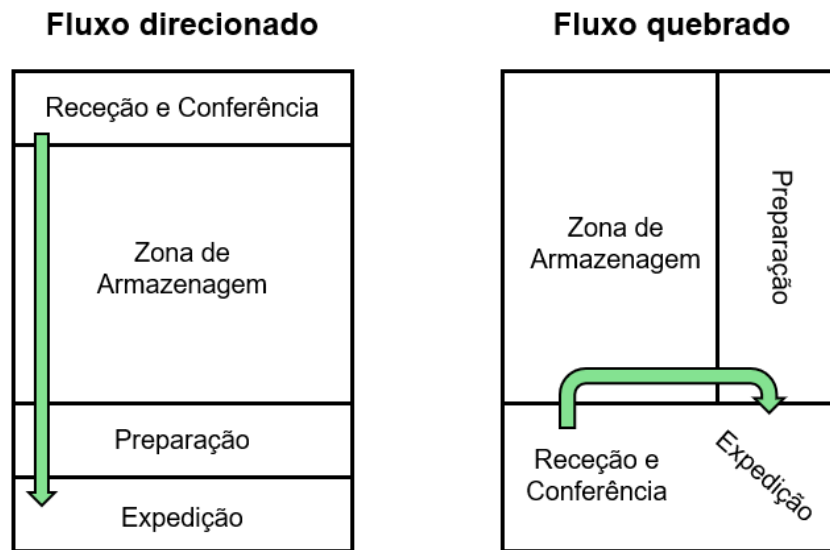 Fluxo direcionado
Receção e Conferência
Zona de
Armazenagem
Preparação
Expedição
Fluxo quebrado
Zona de
Armazenagem
Preparação
Receção e
Conferência
Expedição